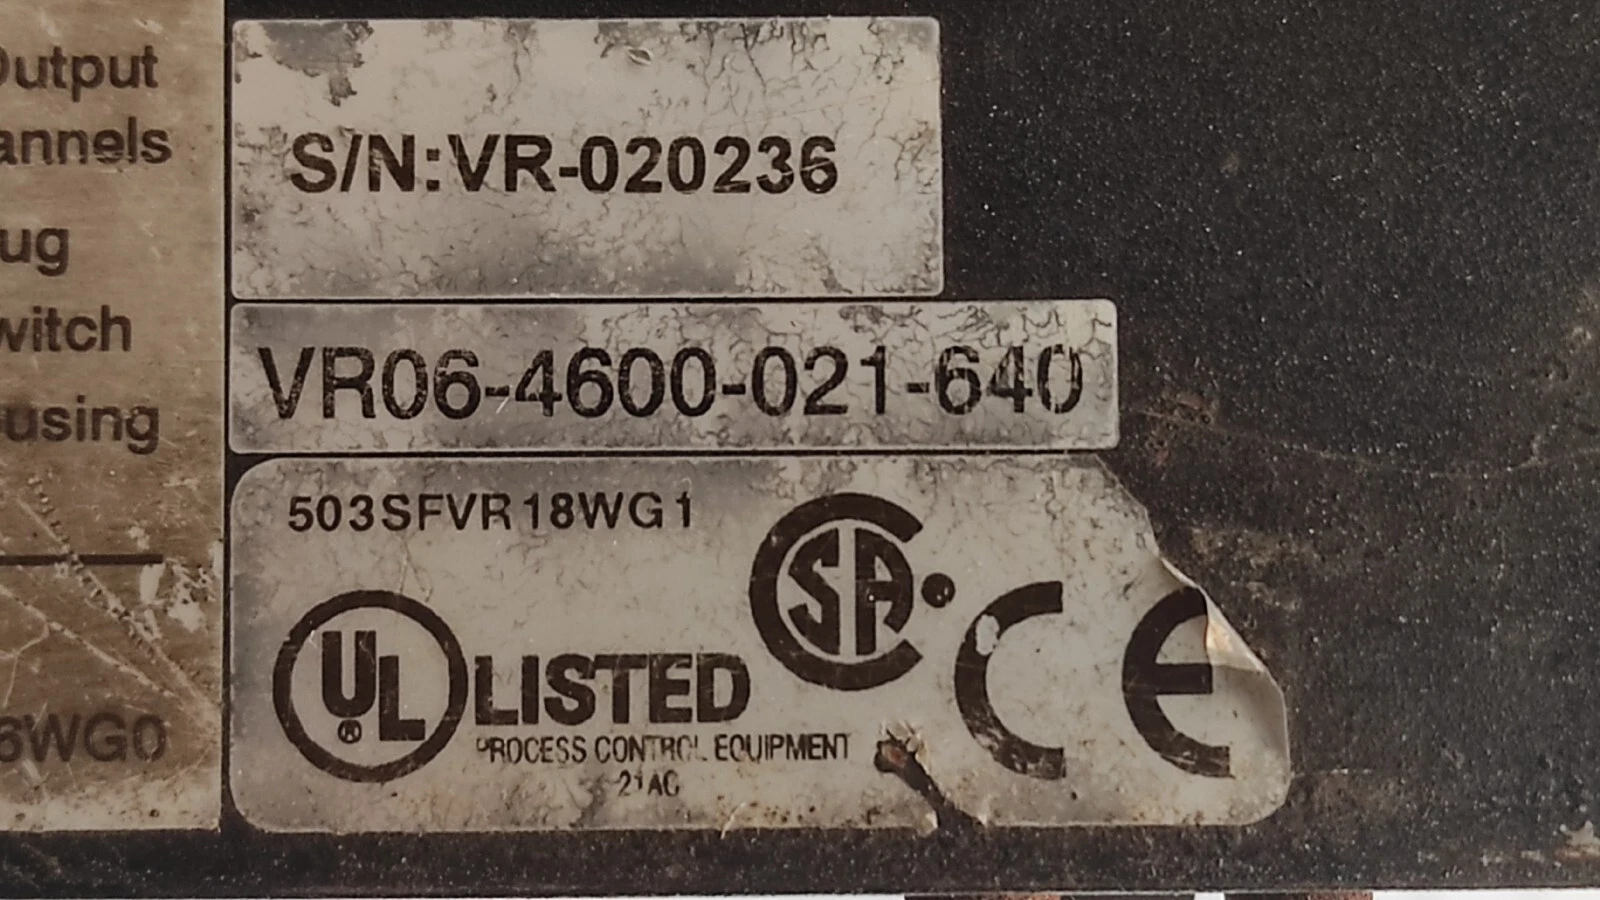 Output
annels
ug
witch
using
6WG0
S/N:VR-020236
VR06-4600-021-640
503SFVR18WG1
UL
®
LISTED
SA
CE
PROCESS CONTROL EQUIPMENT
21AC